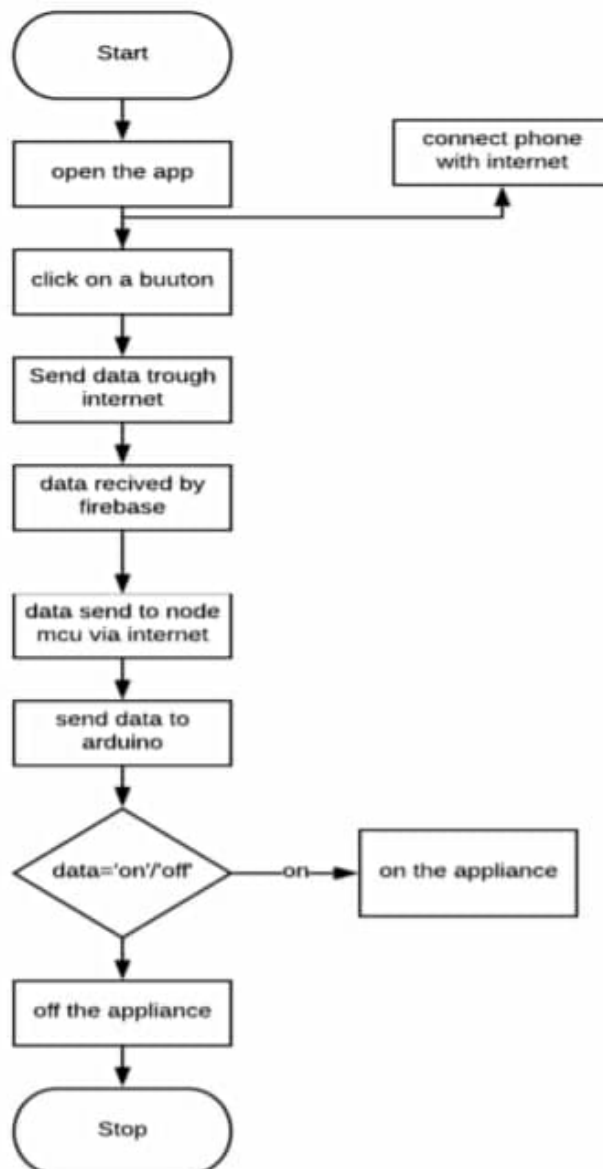 Start
open the app
connect phone
with internet
click on a buuton
Send data trough
internet
data recived by
firebase
data send to node
mcu via internet
send data to
arduino
data='on'/'off'
on
on the appliance
off the appliance
Stop